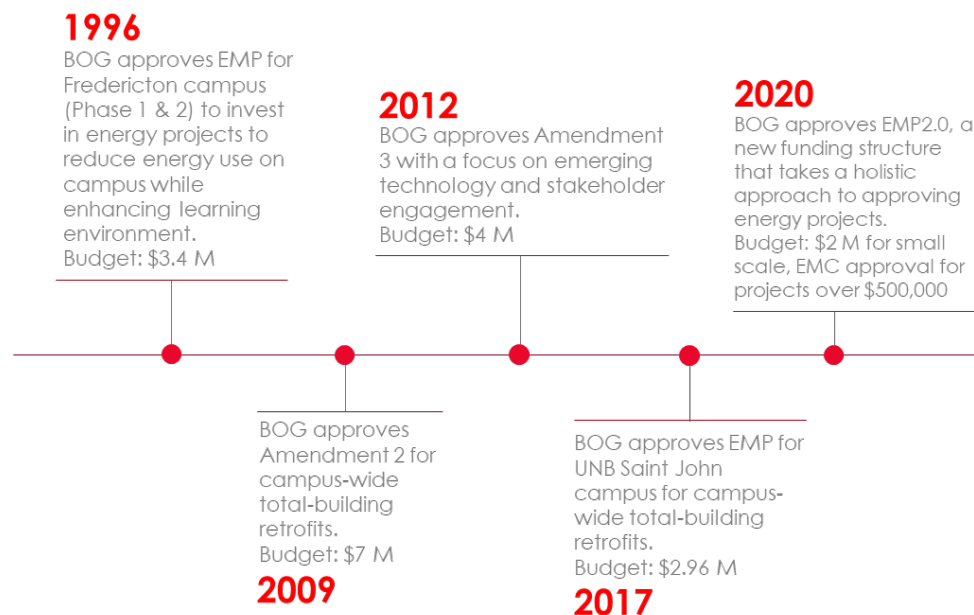 1996
BOG approves EMP for
Fredericton campus
(Phase 1 & 2) to invest
in energy projects to
reduce energy use on
campus while
enhancing learning
environment.
Budget: $3.4 M
2012
BOG approves Amendment
3 with a focus on emerging
technology and stakeholder
engagement.
Budget: $4 M
2020
BOG approves EMP2.0, a
new funding structure
that takes a holistic
approach to approving
energy projects.
Budget: $2 M for small
scale, EMC approval for
projects over $500,000
BOG approves
Amendment 2 for
campus-wide
total-building
retrofits.
Budget: $7 M
2009
BOG approves EMP for
UNB Saint John
campus for campus-
wide total-building
retrofits.
Budget: $2.96 M
2017